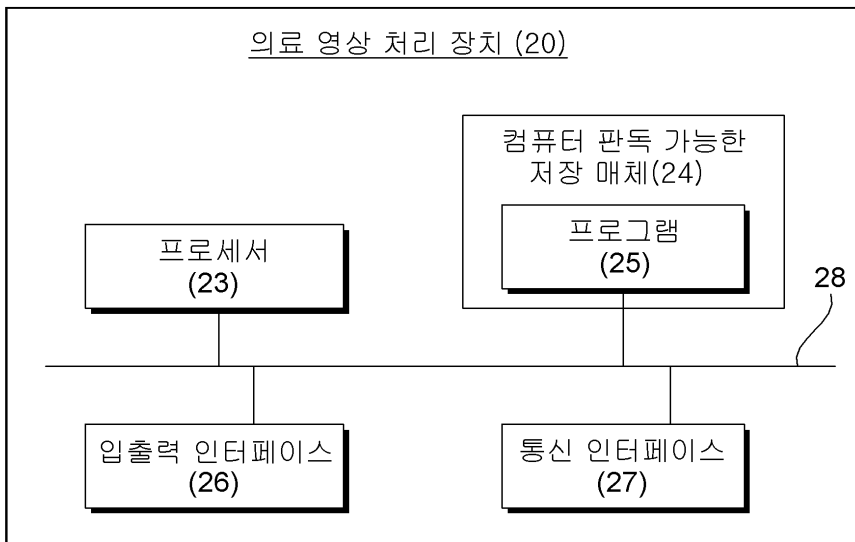 의료 영상 처리 장치 (20)
컴퓨터 판독 가능한
저장 매체(24)
프로세서
(23)
프로그램
(25)
28
입출력 인터페이스
(26)
통신 인터페이스
(27)